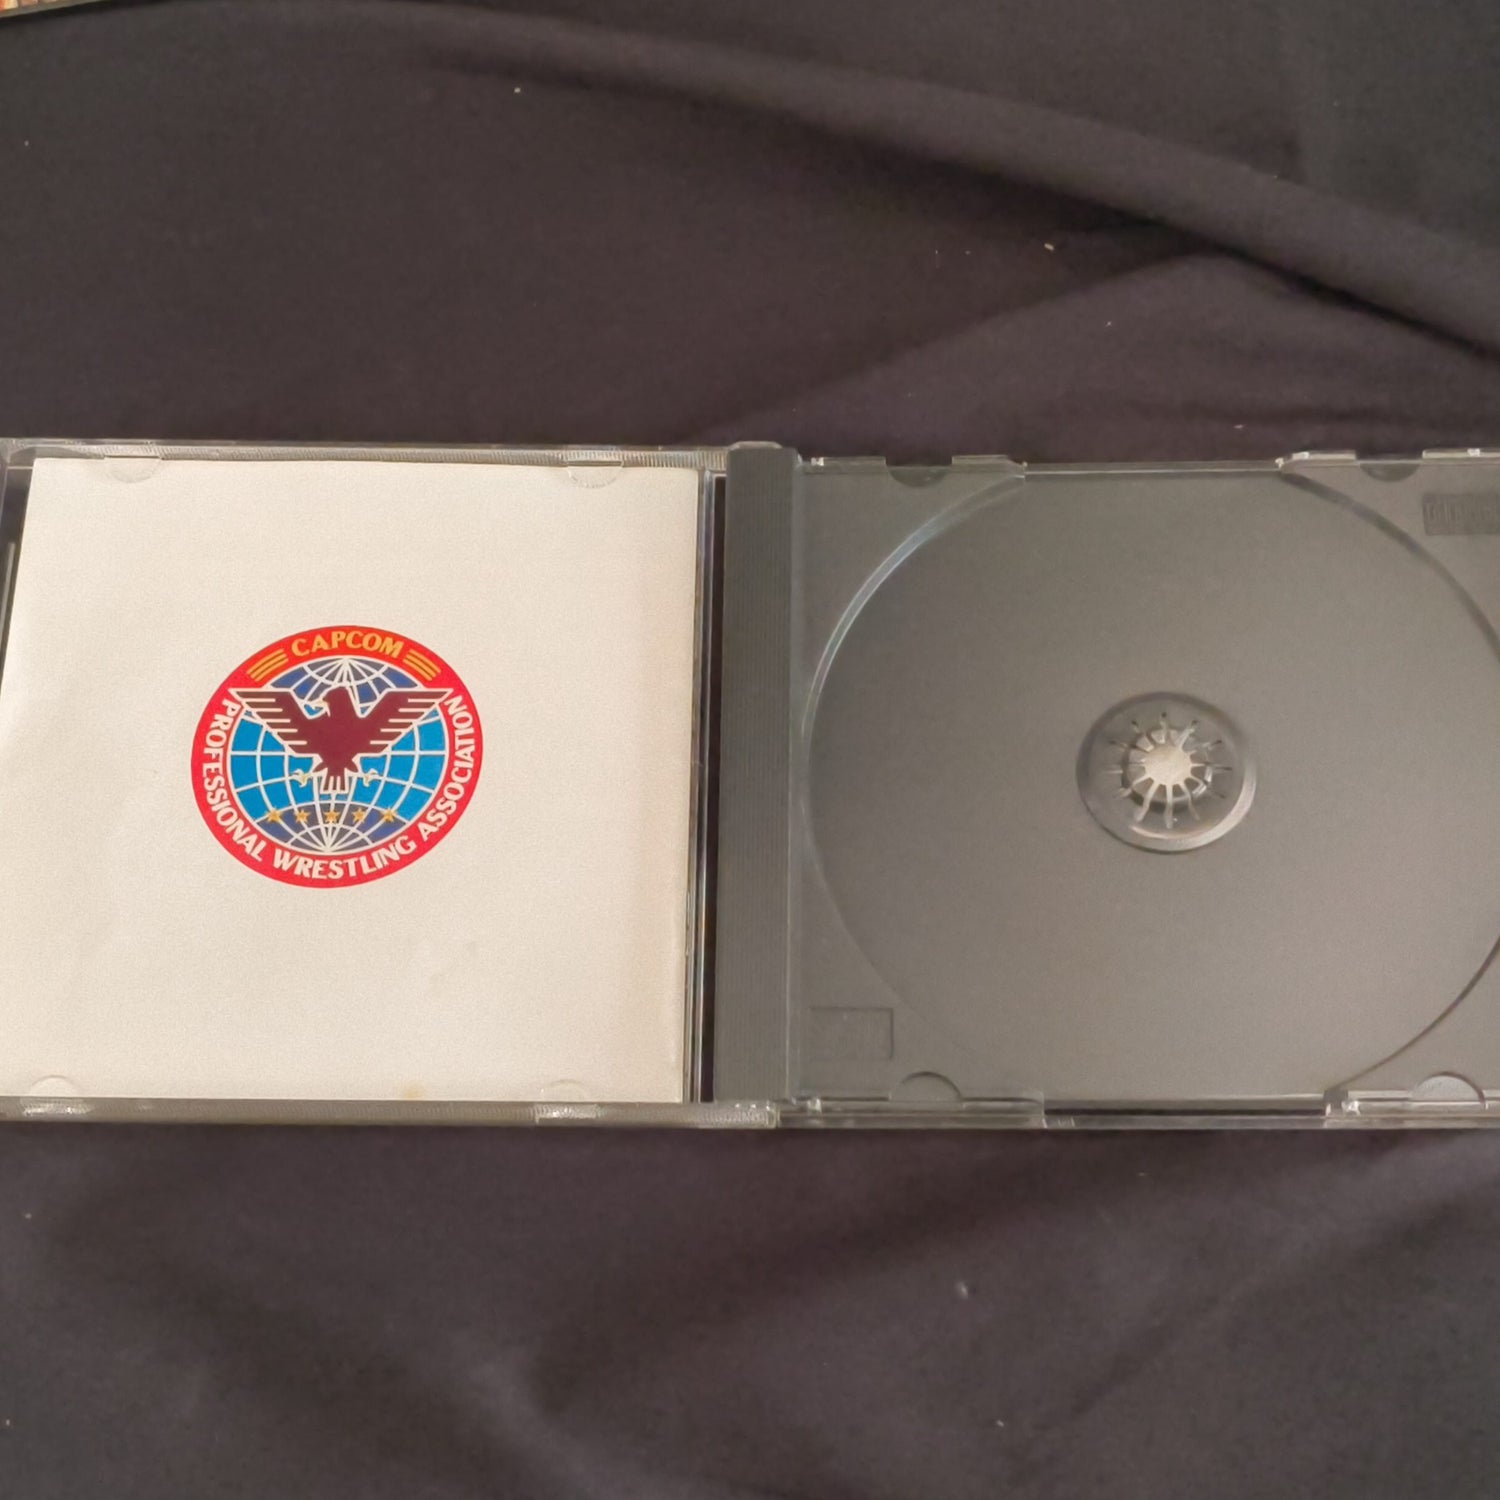 CAPCOM
PROFESSIONAL WRESTLING ASSOCIATION